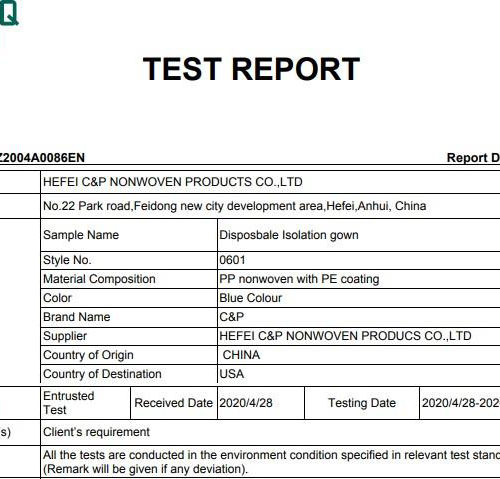 Q
TEST REPORT
Z2004A0086EN Report D
HEFEI C&P NONWOVEN PRODUCTS CO.,LTD
No.22 Park road,Feidong new city development area,Hefei,Anhui, China
Sample Name Disposbale Isolation gown
Style No. 0601
Material Composition PP nonwoven with PE coating
Color Blue Colour
Brand Name C&P
Supplier HEFEI C&P NONWOVEN PRODUCS CO.,LTD
Country of Origin CHINA
Country of Destination USA
Entrusted
Test Received Date 2020/4/28 Testing Date 2020/4/28-202
s) Client's requirement
All the tests are conducted in the environment condition specified in relevant test stand
(Remark will be given if any deviation).